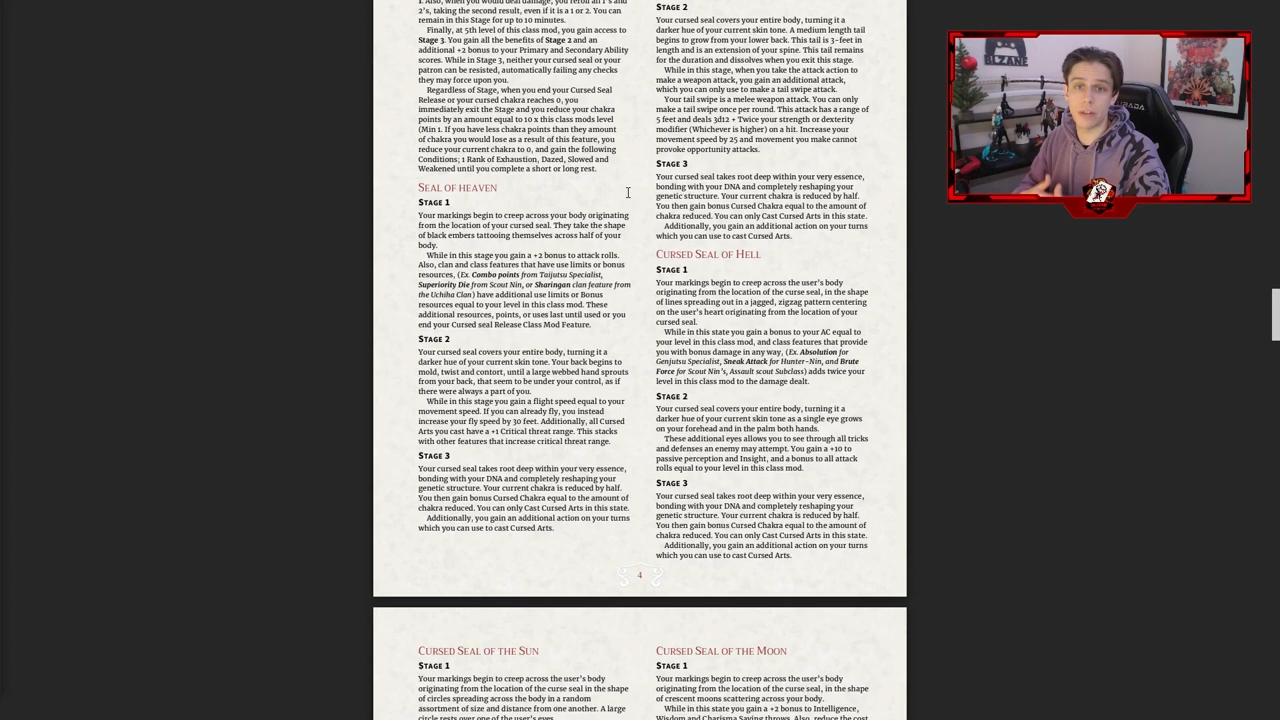 1. Also, when you would deal damage, you reroll all 1's and
2's, taking the second result, even if it is a 1 or 2. You can
remain in this Stage for up to 10 minutes.
Finally, at 5th level of this class mod, you gain access to
Stage 3. You gain all the benefits of Stage 2 and an
additional +2 bonus to your Primary and Secondary Ability
scores. While in Stage 3, neither your cursed seal or your
patron can be resisted, automatically failing any checks
they may force upon you.
Regardless of Stage, when you end your Cursed Seal
Release or your cursed chakra reaches 0, you
immediately exit the Stage and you reduce your chakra
points by an amount equal to 10 x this class mods level
(Min 1. If you have less chakra points than they amount
of chakra you would lose as a result of this feature, you
reduce your current chakra to 0, and gain the following
Conditions; 1 Rank of Exhaustion, Dazed, Slowed and
Weakened until you complete a short or long rest.
SEAL OF HEAVEN
STAGE 1
Your markings begin to creep across your body originating
from the location of your cursed seal. They take the shape
of black embers tattooing themselves across half of your
body.
While in this stage you gain a +2 bonus to attack rolls.
Also, clan and class features that have use limits or bonus
resources, (Ex. Combo points from Taijutsu Specialist,
Superiority Die from Scout Nin, or Sharingan clan feature from
the Uchiha Clan) have additional use limits or Bonus
resources equal to your level in this class mod. These
additional resources, points, or uses last until used or you
end your Cursed seal Release Class Mod Feature.
STAGE 2
Your cursed seal covers your entire body, turning it a
darker hue of your current skin tone. Your back begins to
mold, twist and contort, until a large webbed hand sprouts
from your back, that seem to be under your control, as if
there were always a part of you.
While in this stage you gain a flight speed equal to your
movement speed. If you can already fly, you instead
increase your fly speed by 30 feet. Additionally, all Cursed
Arts you cast have a +1 Critical threat range. This stacks
with other features that increase critical threat range.
STAGE 3
Your cursed seal takes root deep within your very essence,
bonding with your DNA and completely reshaping your
genetic structure. Your current chakra is reduced by half.
You then gain bonus Cursed Chakra equal to the amount of
chakra reduced. You can only Cast Cursed Arts in this state.
Additionally, you gain an additional action on your turns
which you can use to cast Cursed Arts.
STAGE 2
Your cursed seal covers your entire body, turning it a
darker hue of your current skin tone. A medium length tail
begins to grow from your lower back. This tail is 3-feet in
length and is an extension of your spine. This tail remains
for the duration and dissolves when you exit this stage.
While in this stage, when you take the attack action to
make a weapon attack, you gain an additional attack,
which you can only use to make a tail swipe attack.
Your tail swipe is a melee weapon attack. You can only
make a tail swipe once per round. This attack has a range of
5 feet and deals 3d12 + Twice your strength or dexterity
modifier (Whichever is higher) on a hit. Increase your
movement speed by 25 and movement you make cannot
provoke opportunity attacks.
STAGE 3
Your cursed seal takes root deep within your very essence,
bonding with your DNA and completely reshaping your
genetic structure. Your current chakra is reduced by half.
You then gain bonus Cursed Chakra equal to the amount of
chakra reduced. You can only Cast Cursed Arts in this state.
Additionally, you gain an additional action on your turns
which you can use to cast Cursed Arts.
CURSED SEAL OF HELL
STAGE 1
Your markings begin to creep across the user's body
originating from the location of the curse seal, in the shape
of lines spreading out in a jagged, zigzag pattern centering
on the user's heart originating from the location of your
cursed seal.
While in this state you gain a bonus to your AC equal to
your level in this class mod, and class features that provide
you with bonus damage in any way, (Ex. Absolution for
Genjutsu Specialist, Sneak Attack for Hunter-Nin, and Brute
Force for Scout Nin's, Assault scout Subclass) adds twice your
level in this class mod to the damage dealt.
STAGE 2
Your cursed seal covers your entire body, turning it a
darker hue of your current skin tone as a single eye grows
on your forehead and in the palm both hands.
These additional eyes allows you to see through all tricks
and defenses an enemy may attempt. You gain a +10 to
passive perception and Insight, and a bonus to all attack
rolls equal to your level in this class mod.
STAGE 3
Your cursed seal takes root deep within your very essence,
bonding with your DNA and completely reshaping your
genetic structure. Your current chakra is reduced by half.
You then gain bonus Cursed Chakra equal to the amount of
chakra reduced. You can only Cast Cursed Arts in this state.
Additionally, you gain an additional action on your turns
which you can use to cast Cursed Arts.
4
CURSED SEAL OF THE SUN
STAGE 1
Your markings begin to creep across the user's body
originating from the location of the curse seal in the shape
of circles spreading across the body in a random
assortment of size and distance from one another. A large
circle rests over one of the user's eyes.
CURSED SEAL OF THE MOON
STAGE 1
Your markings begin to creep across the user's body
originating from the location of the curse seal, in the shape
of crescent moons scattering across your body.
While in this stage you gain a +2 bonus to Intelligence,
Wisdom and Charisma Saving throws. Also, reduce the cost
BLZANE